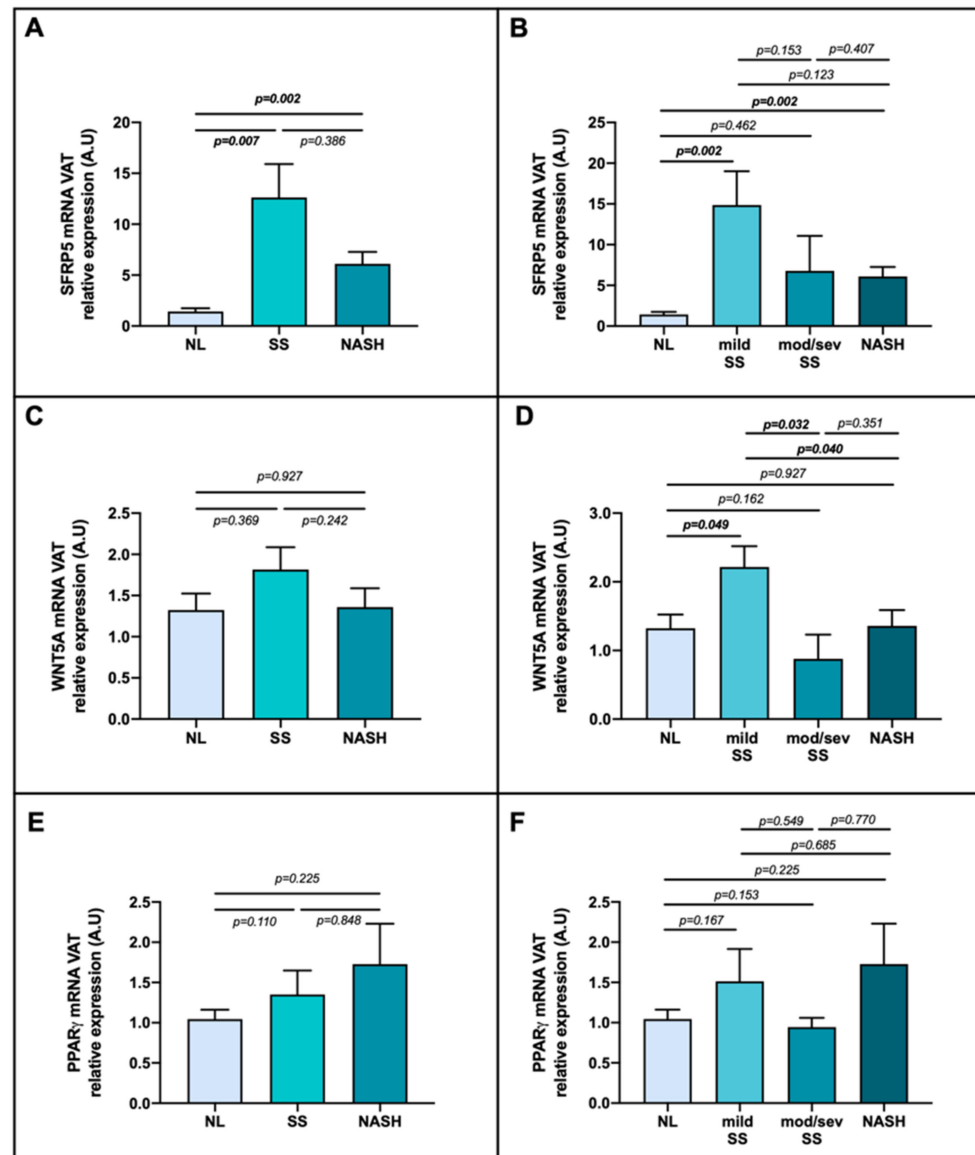 A
p=0.002
p=0.007
p=0.386
SFRP5 mRNA VAT
relative expression (A.U)
20
15
10
5
0
NL
SS
NASH
B
p=0.153
p=0.407
p=0.123
p=0.002
p=0.462
p=0.002
SFRP5 mRNA VAT
relative expression (A.U)
25
20
15
10
5
0
NL
mild
SS
mod/sev
SS
NASH
C
p=0.927
p=0.369
p=0.242
WNT5A mRNA VAT
relative expression (A.U)
2.5
2.0
1.5
1.0
0.5
0.0
NL
SS
NASH
D
p=0.032
p=0.351
p=0.040
p=0.927
p=0.162
p=0.049
WNT5A mRNA VAT
relative expression (A.U)
3.0
2.0
1.0
0.0
NL
mild
SS
mod/sev
SS
NASH
E
p=0.225
p=0.110
p=0.848
PPARγ mRNA VAT
relative expression (A.U)
2.5
2.0
1.5
1.0
0.5
0.0
NL
SS
NASH
F
p=0.549
p=0.770
p=0.685
p=0.225
p=0.153
p=0.167
PPARγ mRNA VAT
relative expression (A.U)
2.5
2.0
1.5
1.0
0.5
0.0
NL
mild
SS
mod/sev
SS
NASH